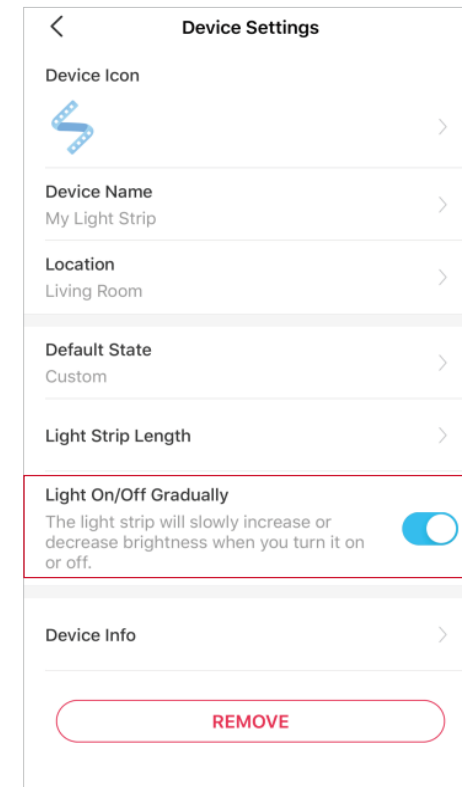 Device Settings
Device Icon
Device Name
My Light Strip
Location
Living Room
Default State
Custom
Light Strip Length
Light On/Off Gradually
The light strip will slowly increase or
decrease brightness when you turn it on
or off.
Device Info
REMOVE